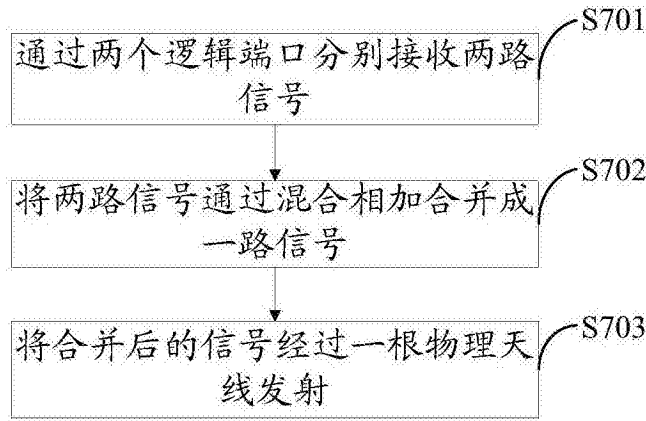 S701
通过两个逻辑端口分别接收两路
信号
S702
将两路信号通过混合相加合并成
一路信号
S703
将合并后的信号经过一根物理天
线发射